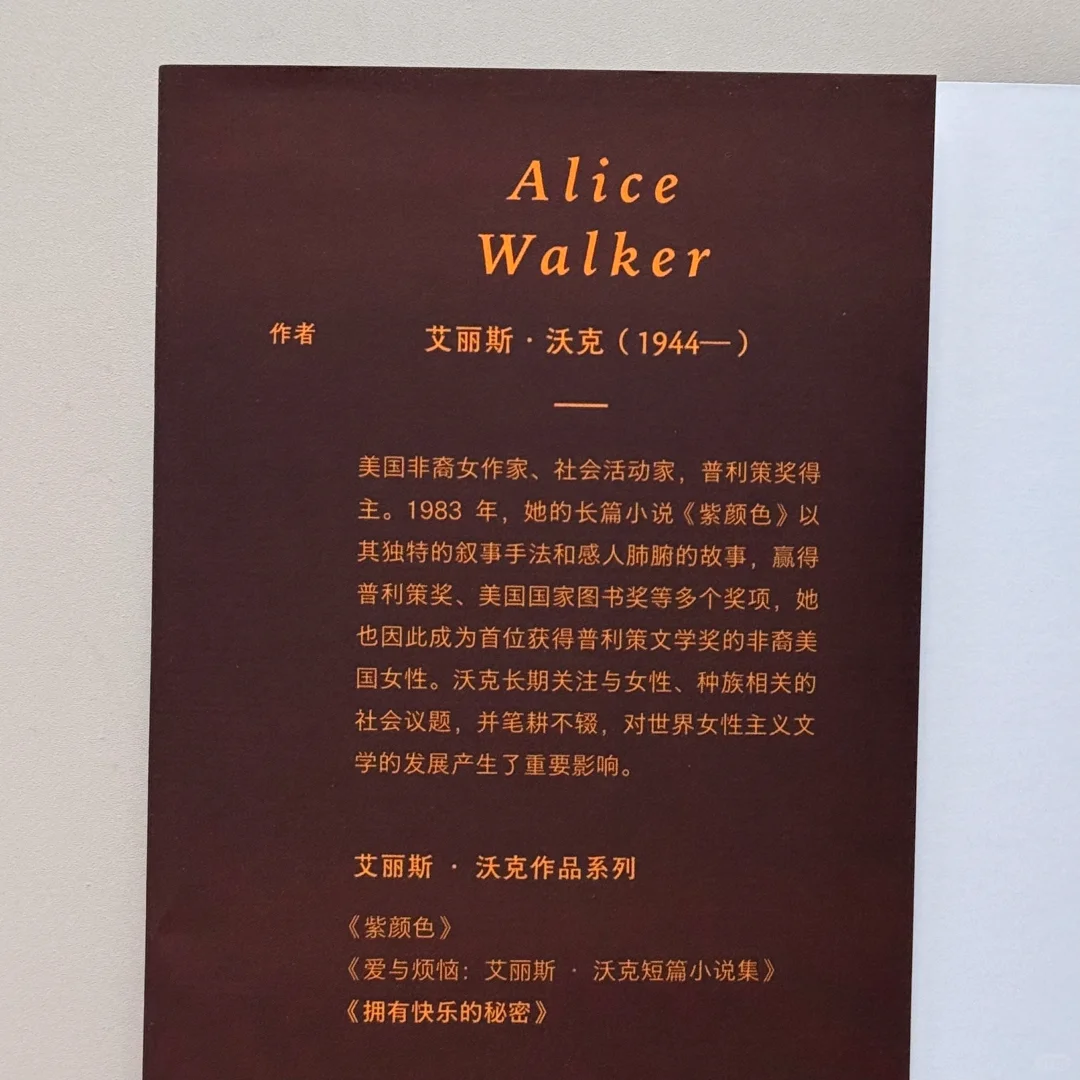 Alice
Walker
作者
艾丽斯·沃克（1944—）
美国非裔女作家、社会活动家，普利策奖得
主。1983 年，她的长篇小说《紫颜色》以
其独特的叙事手法和感人肺腑的故事，赢得
普利策奖、美国国家图书奖等多个奖项，她
也因此成为首位获得普利策文学奖的非裔美
国女性。沃克长期关注与女性、种族相关的
社会议题，并笔耕不辍，对世界女性主义文
学的发展产生了重要影响。
艾丽斯 · 沃克作品系列
《紫颜色》
《爱与烦恼：艾丽斯 · 沃克短篇小说集》
《拥有快乐的秘密》